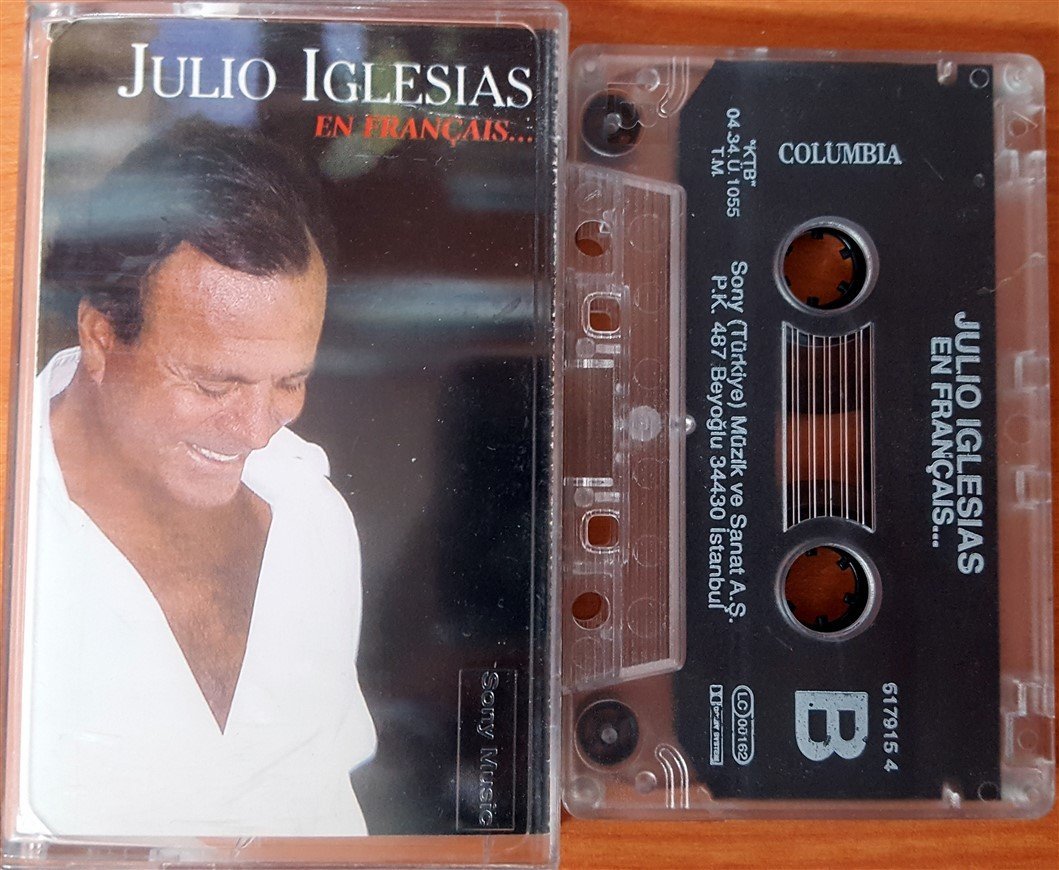 JULIO IGLESIAS
EN FRANÇAIS...
Sony Music
COLUMBIA
"KTB"
04.34.Ü.1055
T.M.
Sony (Türkiye) Müzik ve Sanat A.Ş.
P.K. 487 Beyoğlu 34430 İstanbul
JULIO IGLESIAS
EN FRANÇAIS...
LC 00162
B
517915 4